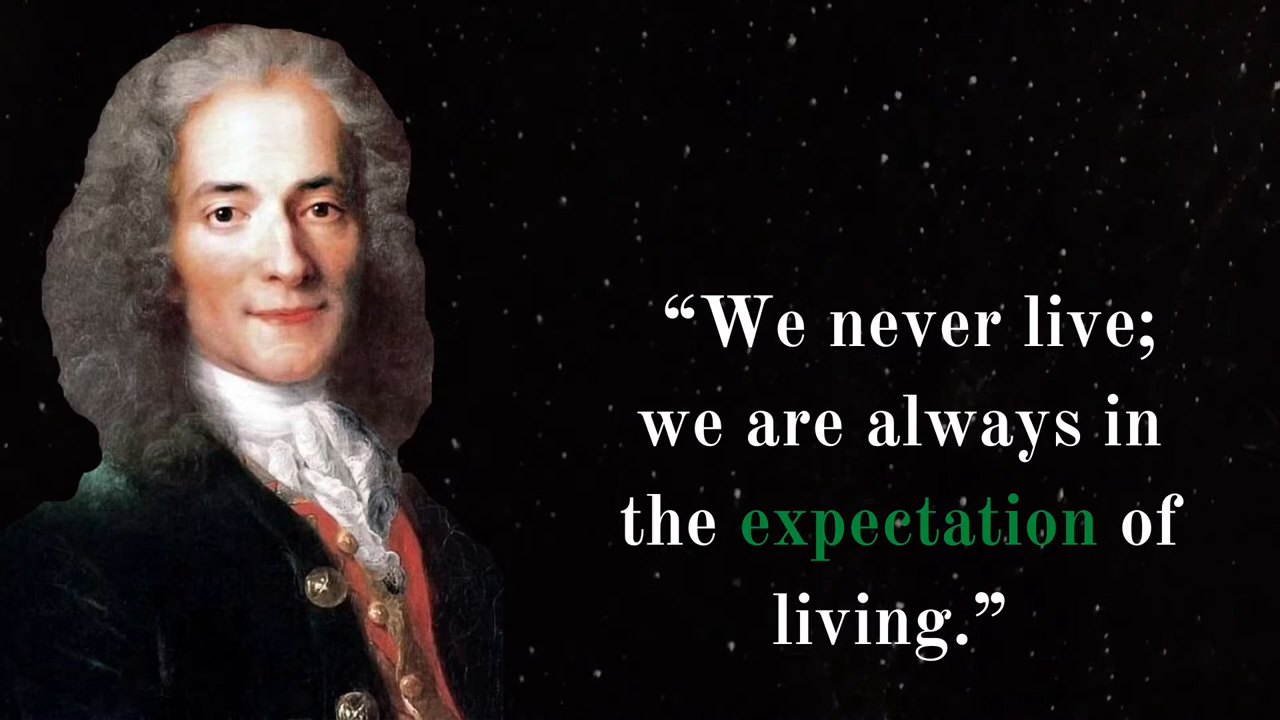 “We never live;
we are always in
the expectation of
living.”